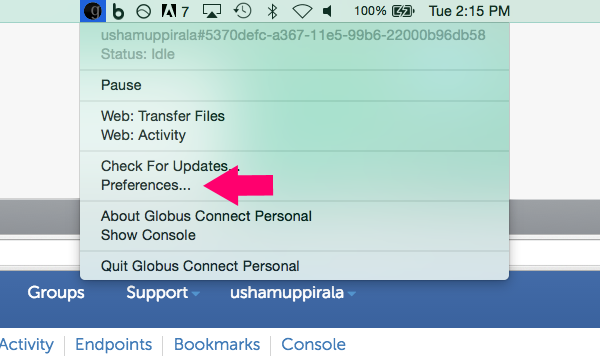 7 100% Tue 2:15 PM
ushamuppirala#5370defc-a367-11e5-99b6-22000b96db58
Status: Idle
Pause
Web: Transfer Files
Web: Activity
Check For Updates...
Preferences...
About Globus Connect Personal
Show Console
Quit Globus Connect Personal
Groups Support ushamuppirala
Activity Endpoints Bookmarks Console